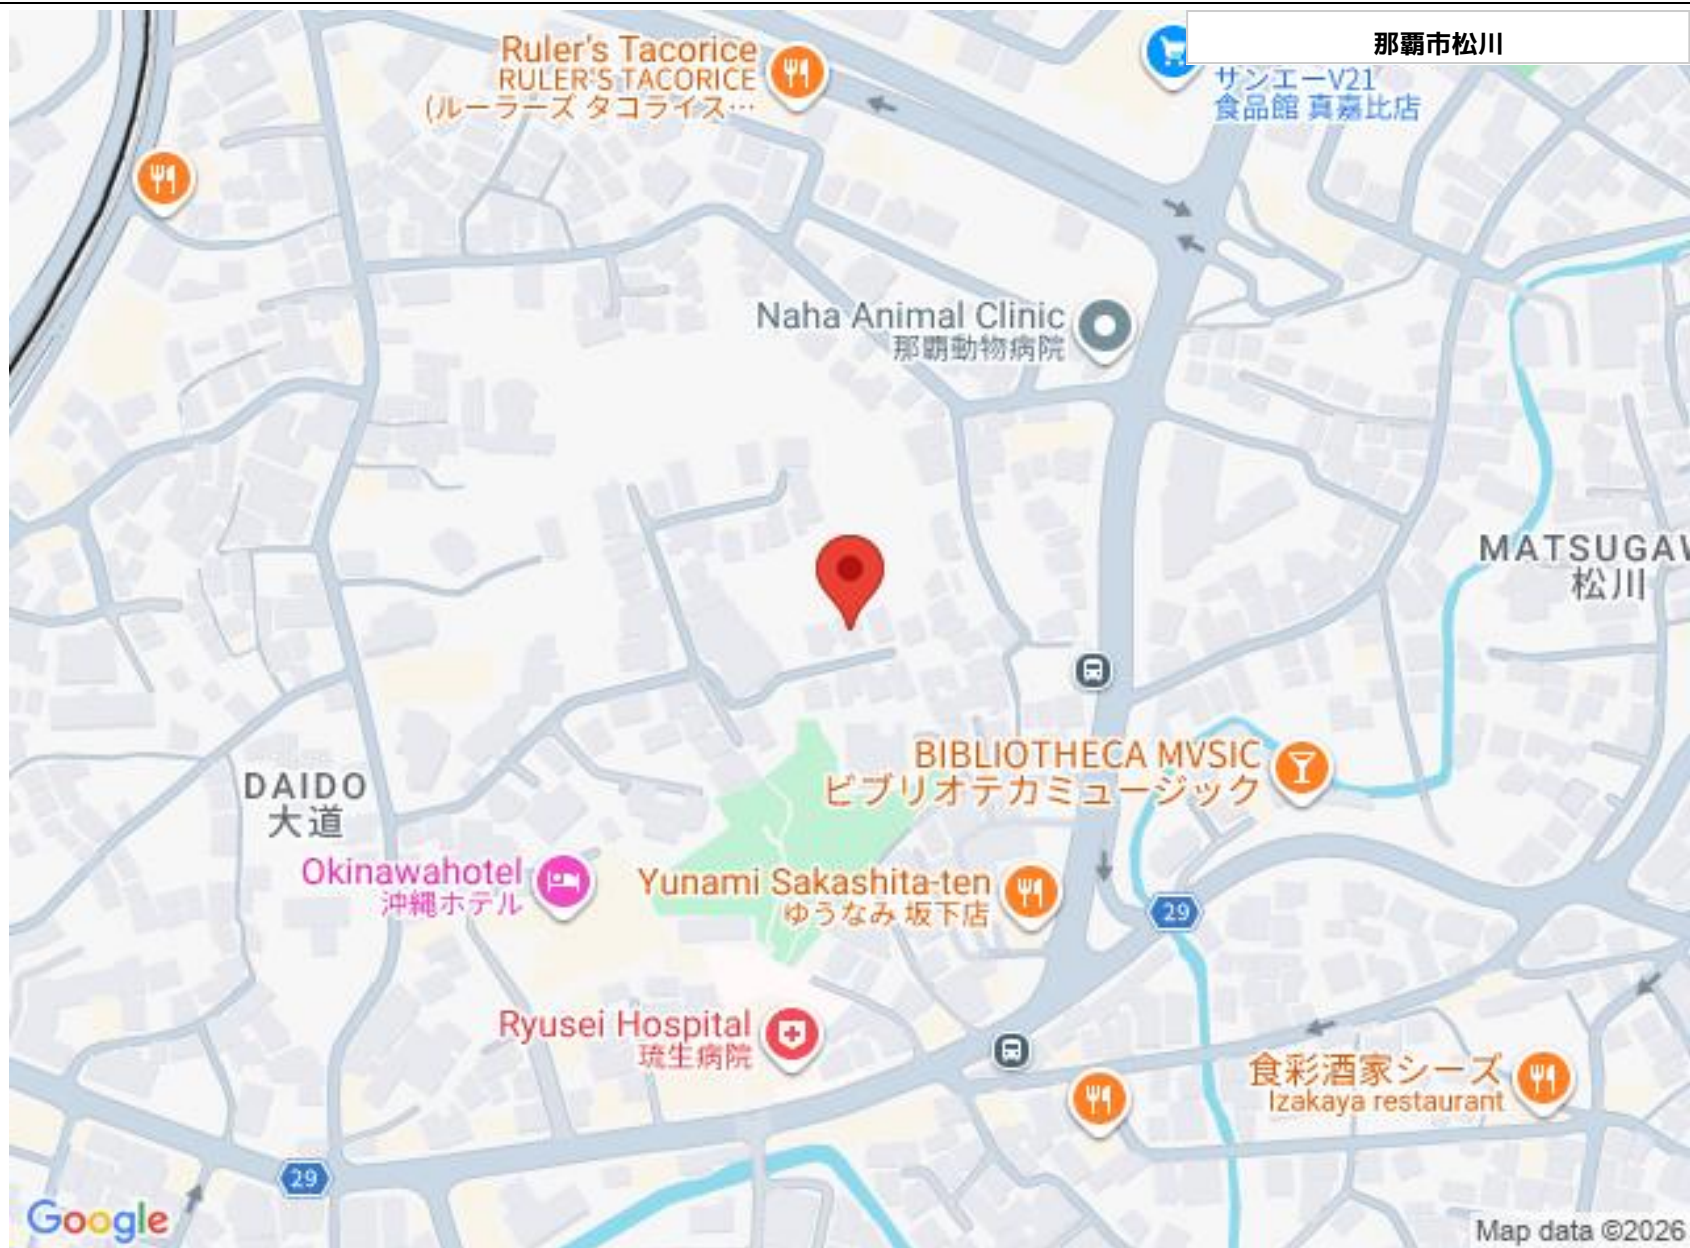 那覇市松川
Ruler's Tacorice
RULER'S TACORICE
(ルーラーズ タコライス…
サンエーV21
食品館 真嘉比店
Naha Animal Clinic
那覇動物病院
MATSUGAW
松川
BIBLIOTHECA MVSIC
ビブリオテカミュージック
DAIDO
大道
Okinawahotel
沖縄ホテル
Yunami Sakashita-ten
ゆうなみ 坂下店
29
Ryusei Hospital
琉生病院
食彩酒家シーズ
Izakaya restaurant
29
Google
Map data ©2026